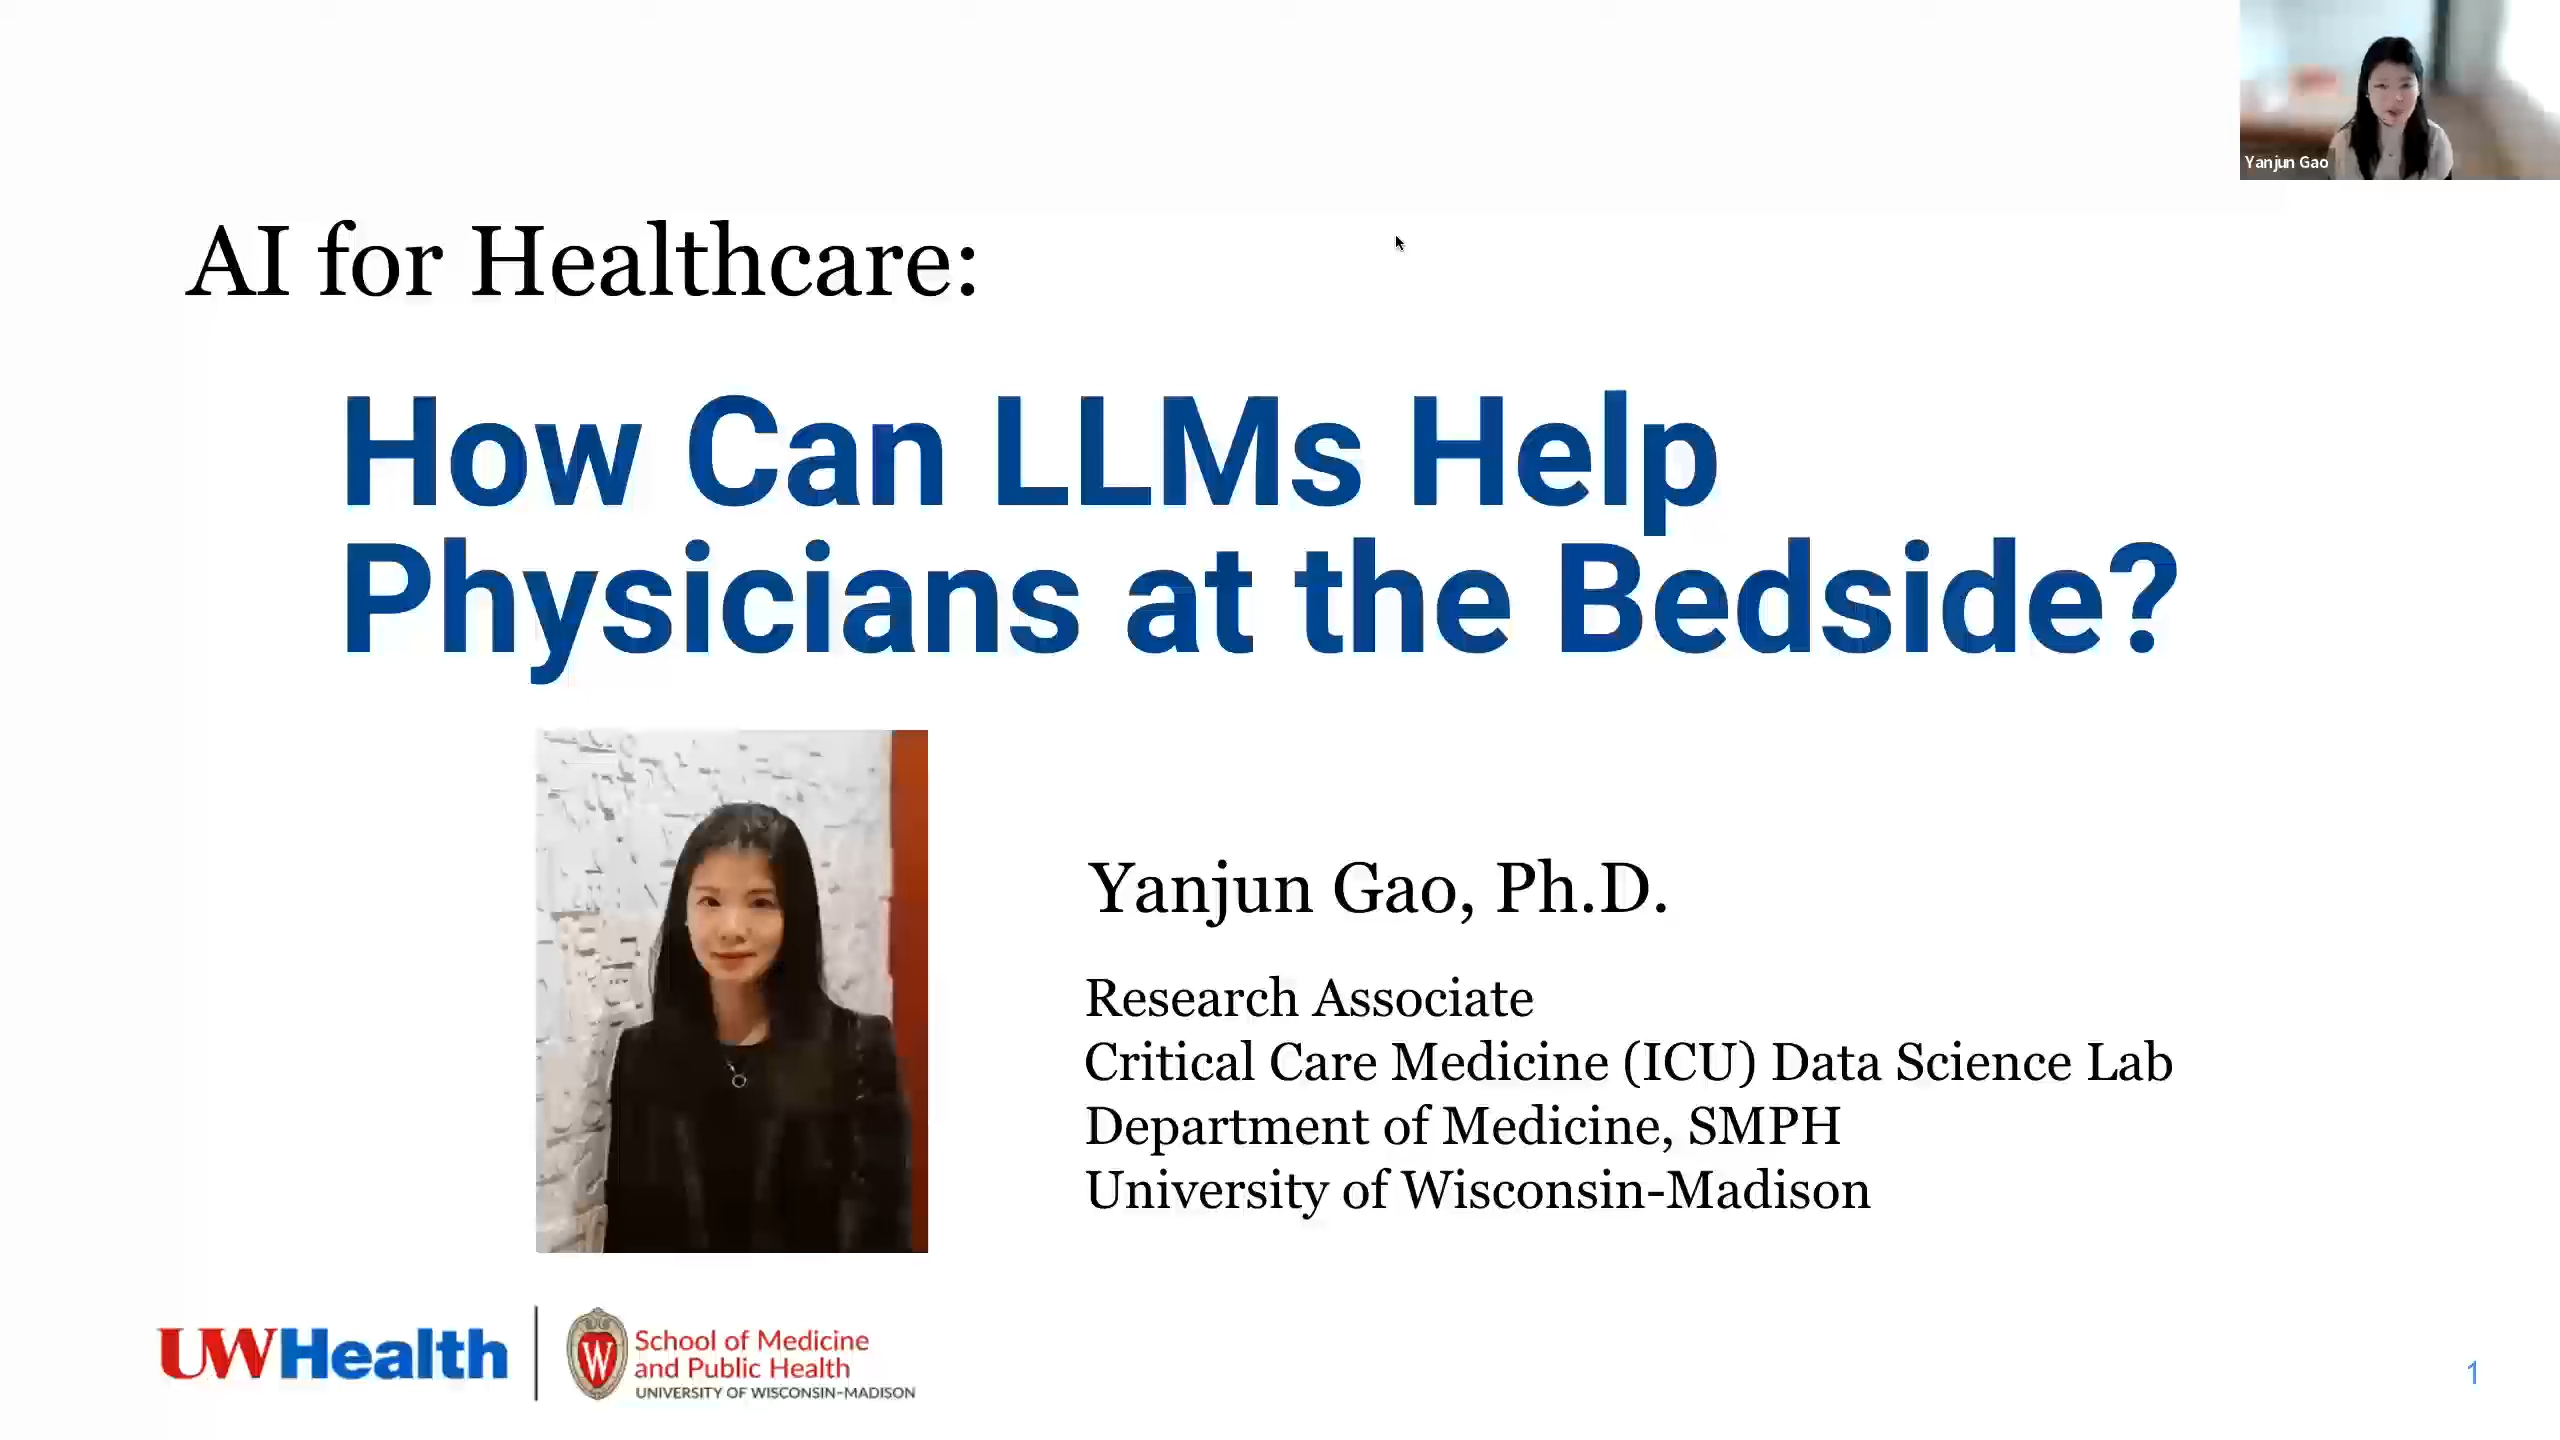 Yanjun Gao
AI for Healthcare:
How Can LLMs Help
Physicians at the Bedside?
Yanjun Gao, Ph.D.
Research Associate
Critical Care Medicine (ICU) Data Science Lab
Department of Medicine, SMPH
University of Wisconsin-Madison
UWHealth
W
School of Medicine
and Public Health
UNIVERSITY OF WISCONSIN-MADISON
1